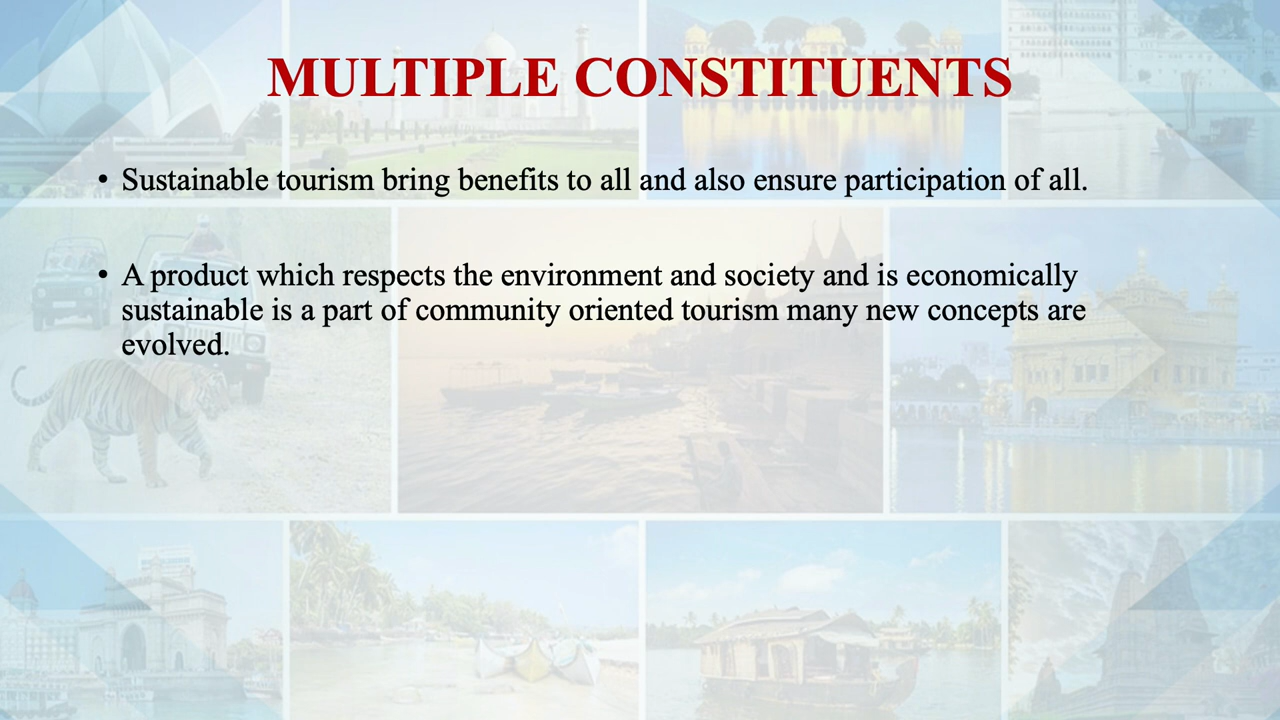 MULTIPLE CONSTITUENTS
• Sustainable tourism bring benefits to all and also ensure participation of all.
• A product which respects the environment and society and is economically
sustainable is a part of community oriented tourism many new concepts are
evolved.